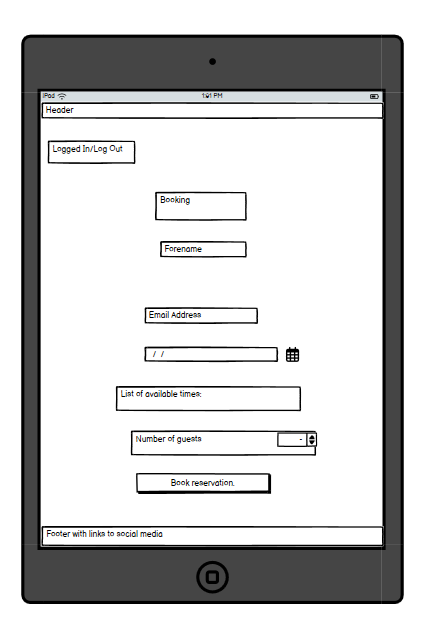 iPad
1:21 PM
Header
Logged In/Log Out
Booking
Forename
Email Address
/ /
List of available times:
Number of guests
-
Book reservation.
Footer with links to social media